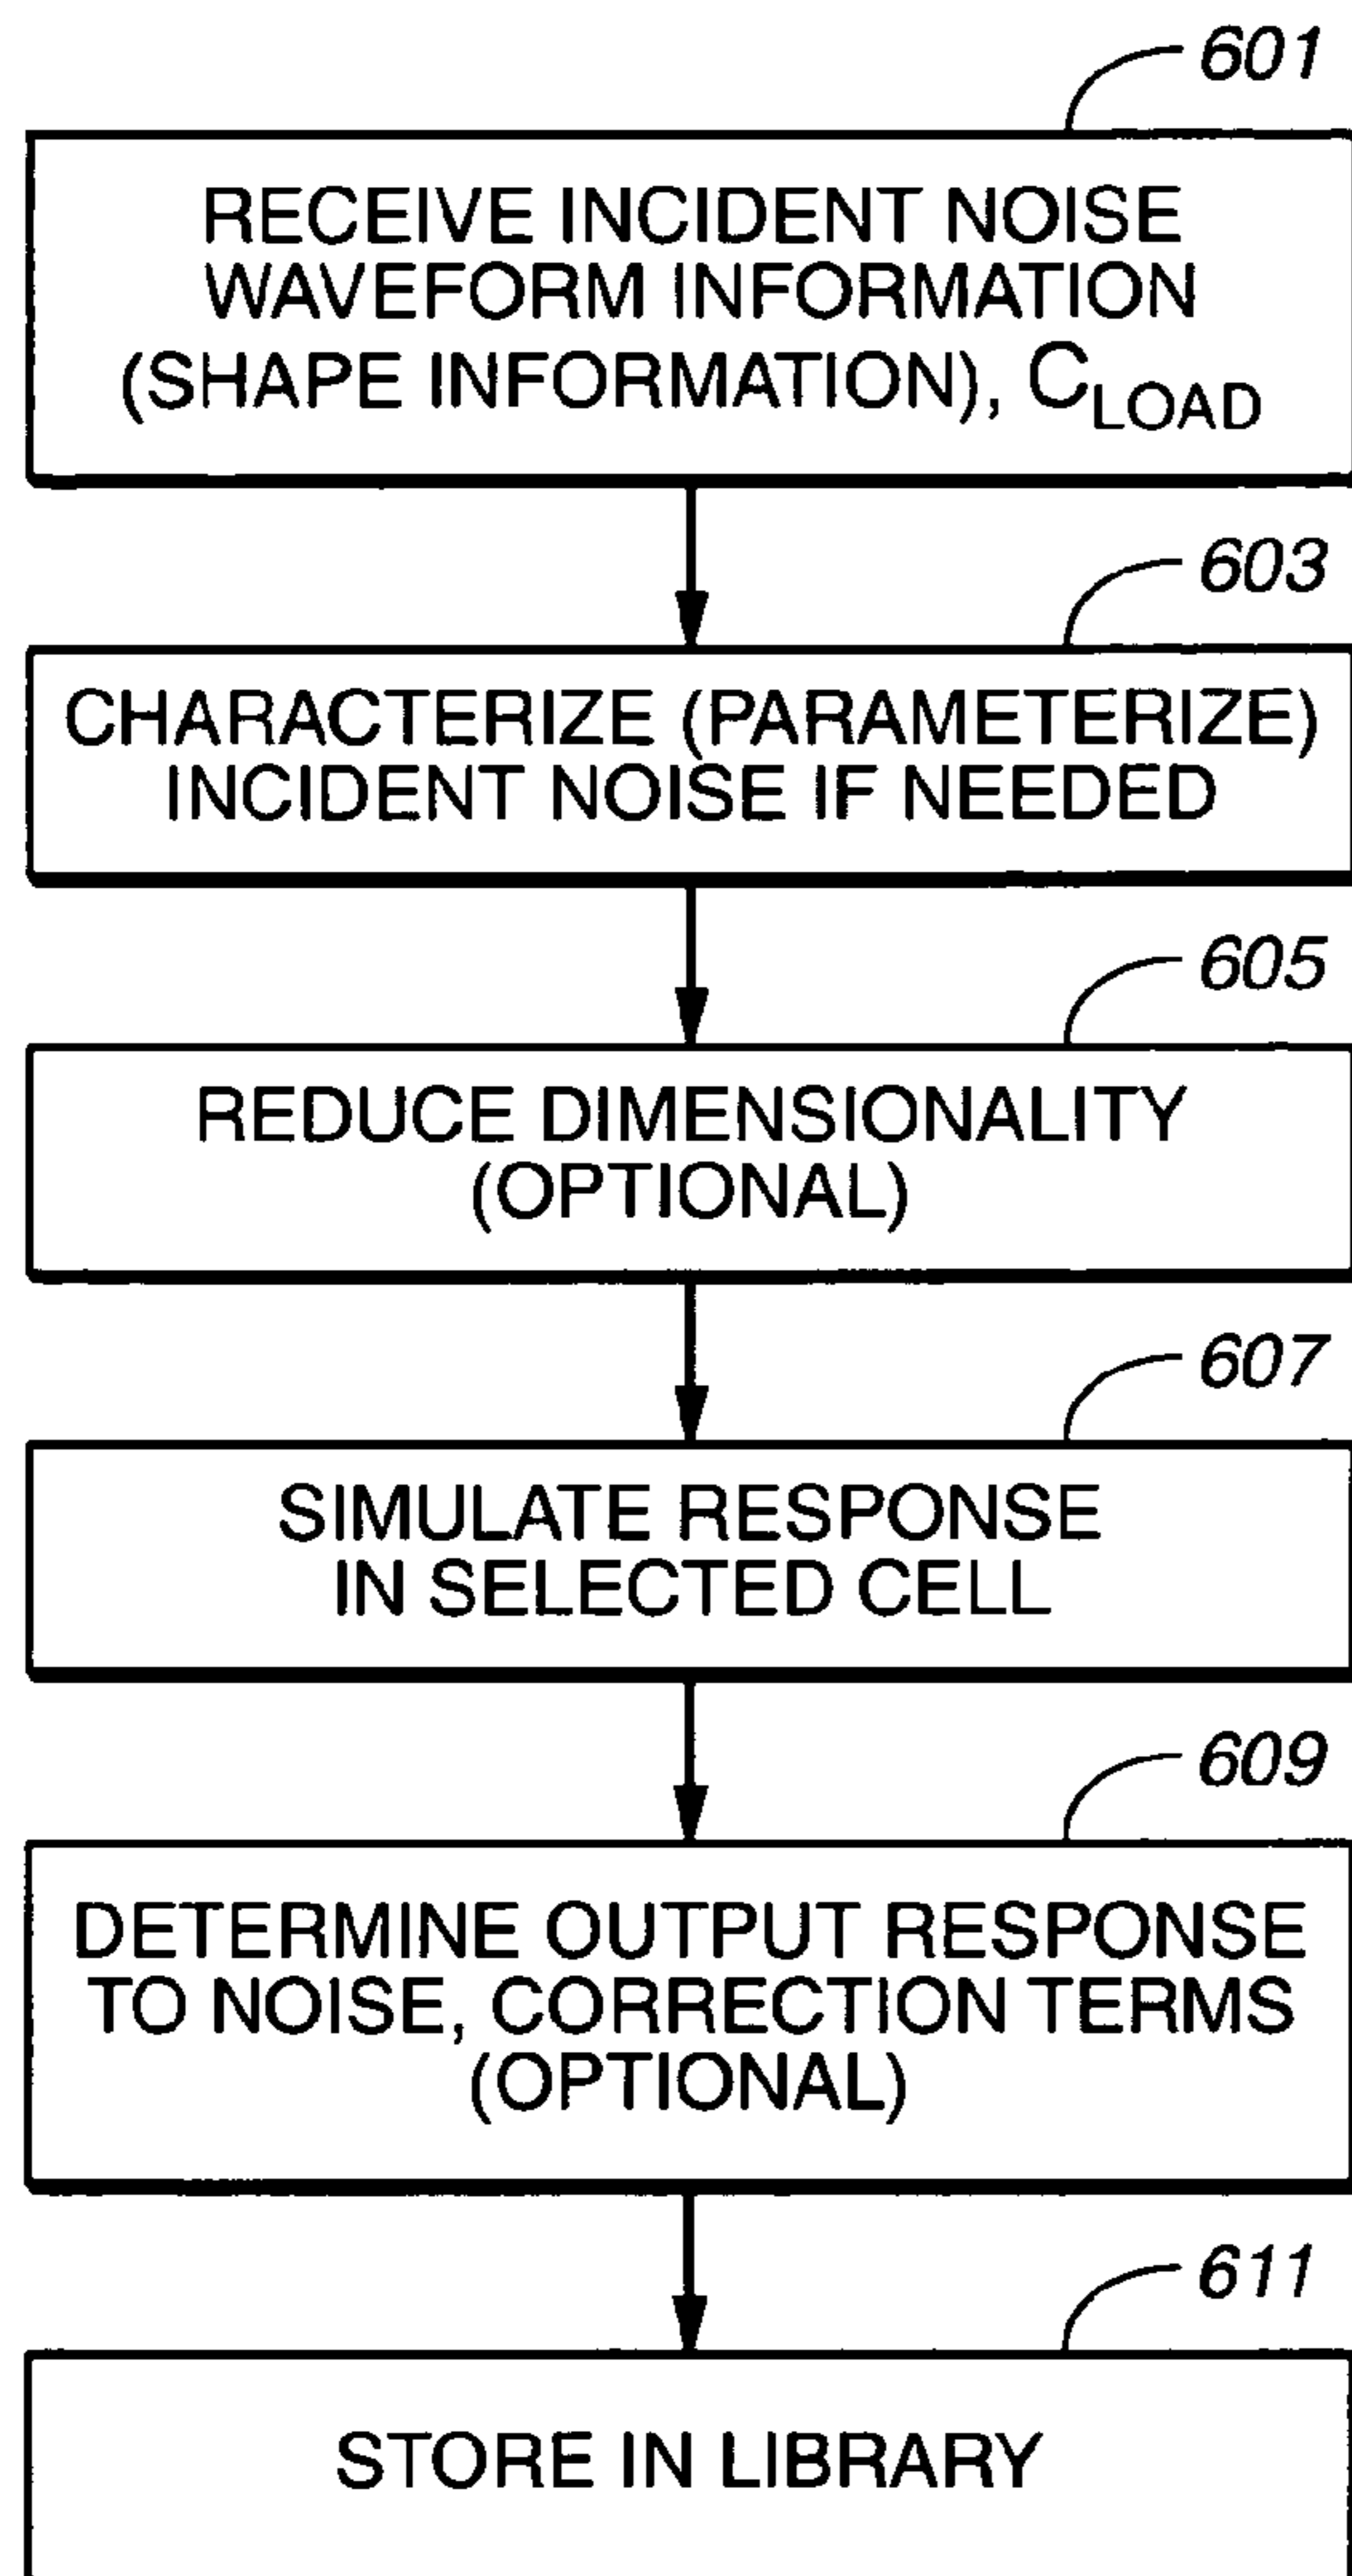 601
RECEIVE INCIDENT NOISE
WAVEFORM INFORMATION
(SHAPE INFORMATION), CLOAD
603
CHARACTERIZE (PARAMETERIZE)
INCIDENT NOISE IF NEEDED
605
REDUCE DIMENSIONALITY
(OPTIONAL)
607
SIMULATE RESPONSE
IN SELECTED CELL
609
DETERMINE OUTPUT RESPONSE
TO NOISE, CORRECTION TERMS
(OPTIONAL)
611
STORE IN LIBRARY